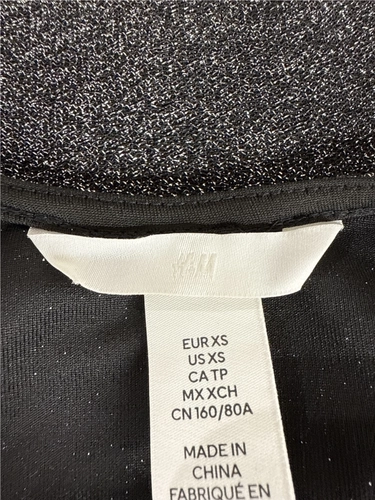 H&M
EUR XS
US XS
CA TP
MX XCH
CN 160/80A
MADE IN
CHINA
FABRIQUÉ EN